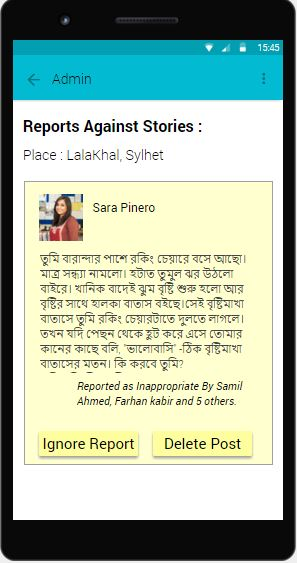 15:45
Admin
Reports Against Stories :
Place : LalaKhal, Sylhet
Sara Pinero
তুমি বারান্দার পাশে রকিং চেয়ারে বসে আছো।
মাত্র সন্ধ্যা নামলো। হটাত তুমুল ঝর উঠলো
বাইরে। খানিক বাদেই ঝুম বৃষ্টি শুরু হলো আর
বৃষ্টির সাথে হালকা বাতাস বইছে।সেই বৃষ্টিমাখা
বাতাসে তুমি রকিং চেয়ারটাতে দুলতে লাগলে।
তখন যদি পেছন থেকে হুট করে এসে তোমার
কানের কাছে বলি, 'ভালোবাসি' -ঠিক বৃষ্টিমাখা
বাতাসের মতন। কি করবে তুমি?
Reported as Inappropriate By Samil
Ahmed, Farhan kabir and 5 others.
Ignore Report
Delete Post